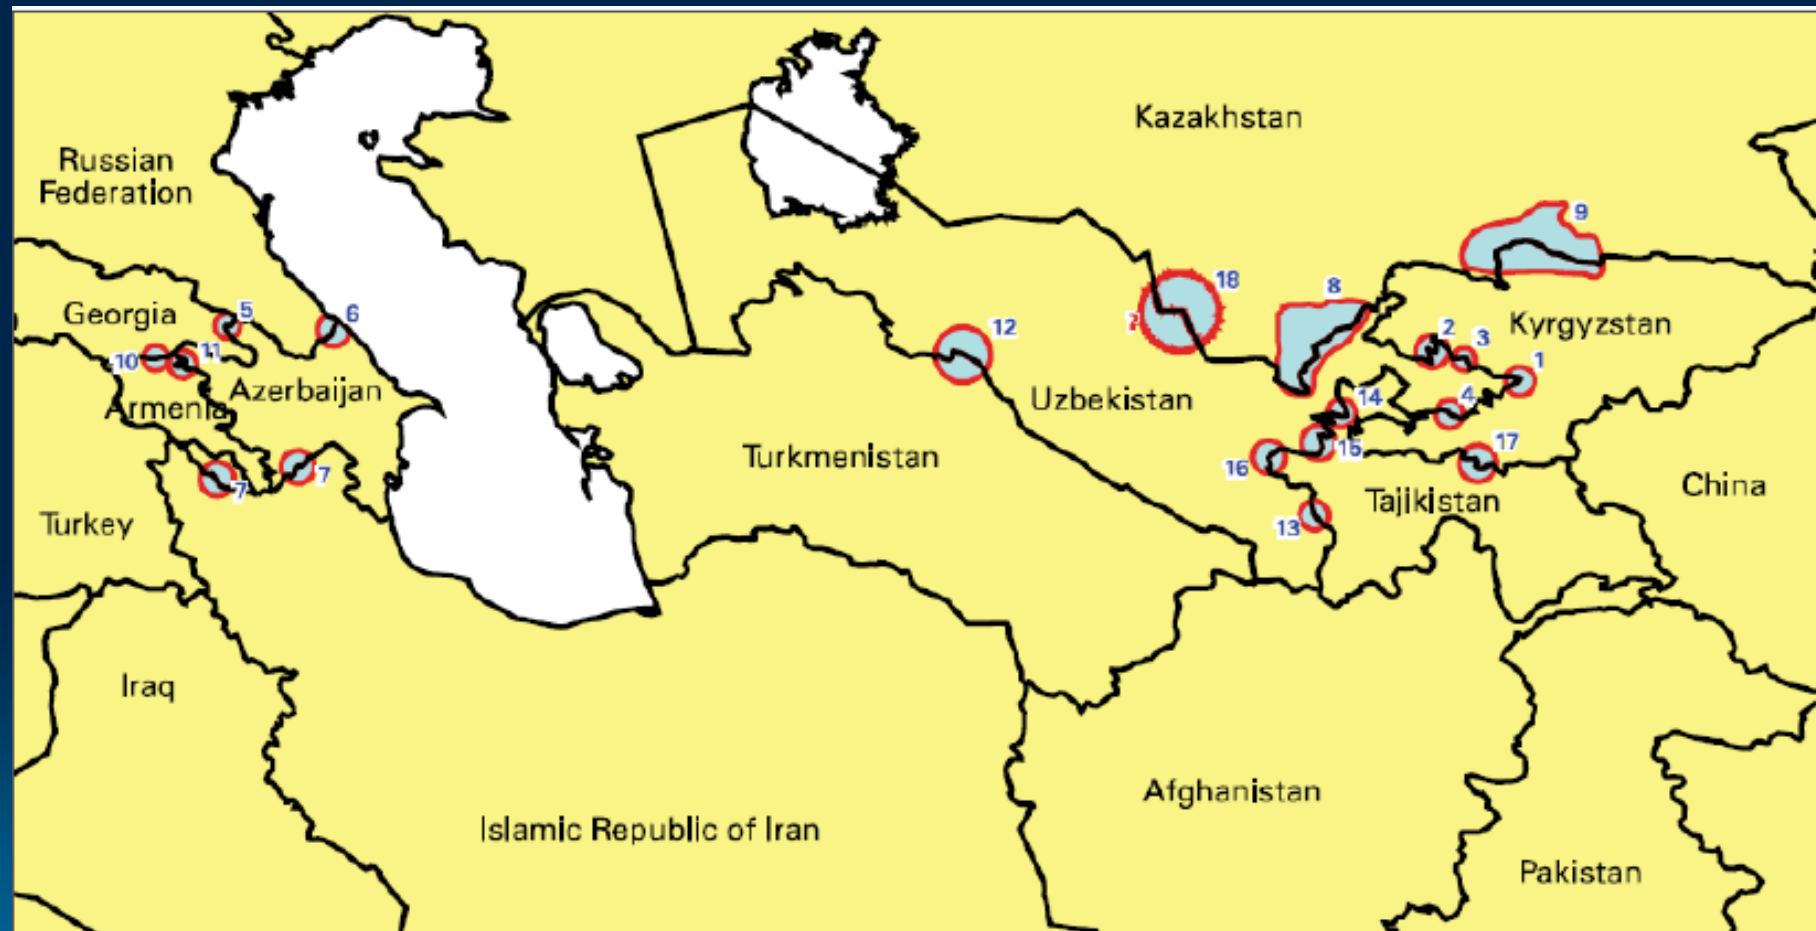 Kazakhstan
Russian
Federation
9
18
8
?
Georgia
5
6
12
Kyrgyzstan
2
3
1
10
11
Azerbaijan
Armenia
Uzbekistan
14
4
15
17
16
Turkmenistan
7
7
Tajikistan
China
Turkey
13
Iraq
Afghanistan
Islamic Republic of Iran
Pakistan